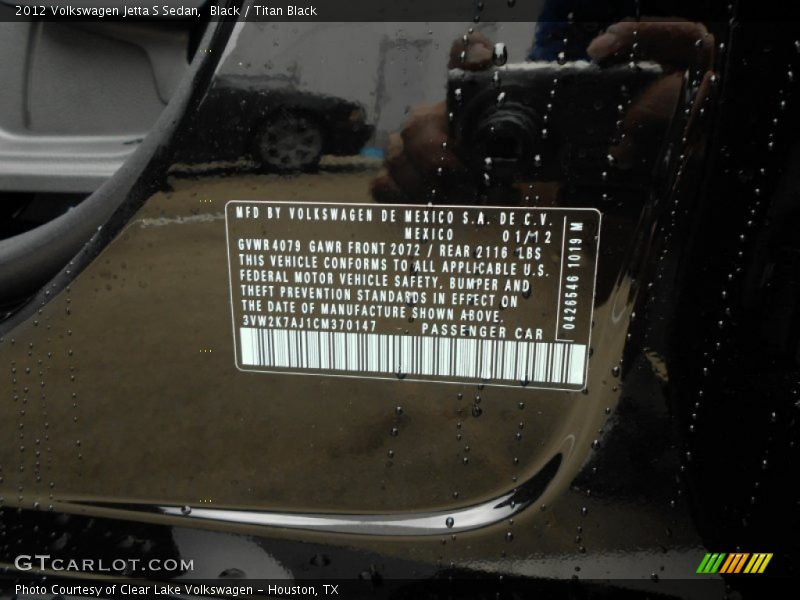 2012 Volkswagen Jetta S Sedan,  Black / Titan Black
MFD BY VOLKSWAGEN DE MEXICO S.A. DE C.V.
MEXICO 01/12
GVWR 4079 GAWR FRONT 2072 / REAR 2116 LBS
THIS VEHICLE CONFORMS TO ALL APPLICABLE U.S.
FEDERAL MOTOR VEHICLE SAFETY, BUMPER AND
THEFT PREVENTION STANDARDS IN EFFECT ON
THE DATE OF MANUFACTURE SHOWN ABOVE.
3VW2K7AJ1CM370147 PASSENGER CAR
0426546 1019 M
GTCARLOT.COM
Photo Courtesy of Clear Lake Volkswagen – Houston, TX